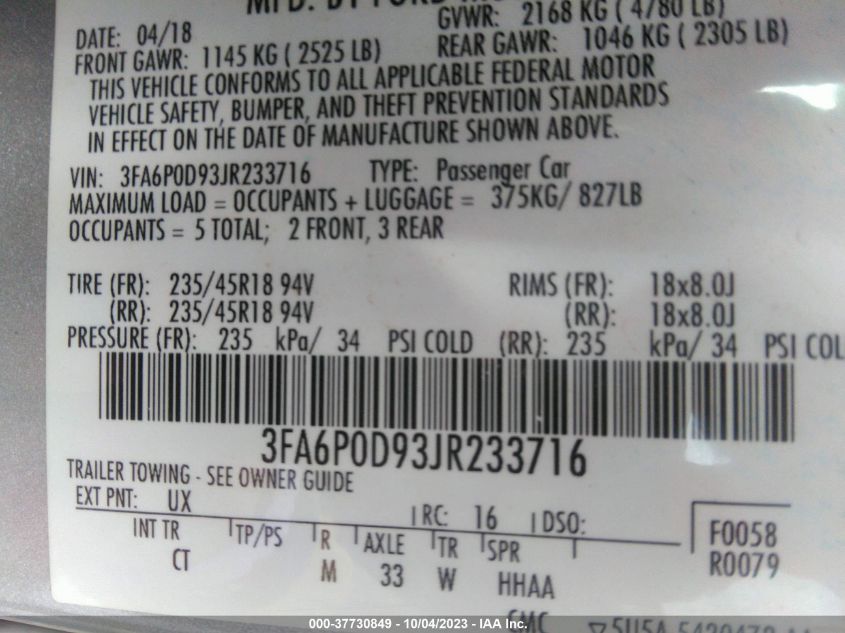 MFD. BY FORD
DATE: 04/18 GVWR: 2168 KG ( 4780 LB)
FRONT GAWR: 1145 KG ( 2525 LB) REAR GAWR: 1046 KG ( 2305 LB)
THIS VEHICLE CONFORMS TO ALL APPLICABLE FEDERAL MOTOR
VEHICLE SAFETY, BUMPER, AND THEFT PREVENTION STANDARDS
IN EFFECT ON THE DATE OF MANUFACTURE SHOWN ABOVE.
VIN: 3FA6P0D93JR233716 TYPE: Passenger Car
MAXIMUM LOAD = OCCUPANTS + LUGGAGE = 375KG/ 827LB
OCCUPANTS = 5 TOTAL; 2 FRONT, 3 REAR
TIRE (FR): 235/45R18 94V RIMS (FR): 18x8.0J
(RR): 235/45R18 94V (RR): 18x8.0J
PRESSURE (FR): 235 kPa/ 34 PSI COLD (RR): 235 kPa/ 34 PSI COL
3FA6P0D93JR233716
TRAILER TOWING - SEE OWNER GUIDE
EXT PNT: UX RC: 16 DSO:
INT TR TP/PS R AXLE TR SPR F0058
CT M 33 W HHAA R0079
000-37730849 - 10/04/2023 - IAA Inc.